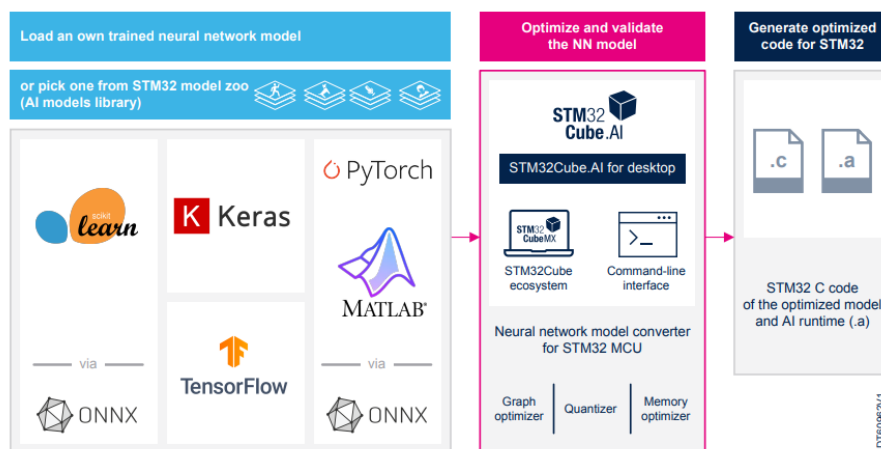 Load an own trained neural network model
or pick one from STM32 model zoo
(AI models library)
scikit
learn
via
ONNX
K Keras
TensorFlow
PyTorch
MATLAB®
via
ONNX
Optimize and validate
the NN model
STM32
Cube.AI
STM32Cube.AI for desktop
STM32
CubeMX
STM32Cube
ecosystem
Command-line
interface
Neural network model converter
for STM32 MCU
Graph
optimizer
Quantizer
Memory
optimizer
Generate optimized
code for STM32
.c
.a
STM32 C code
of the optimized model
and AI runtime (.a)